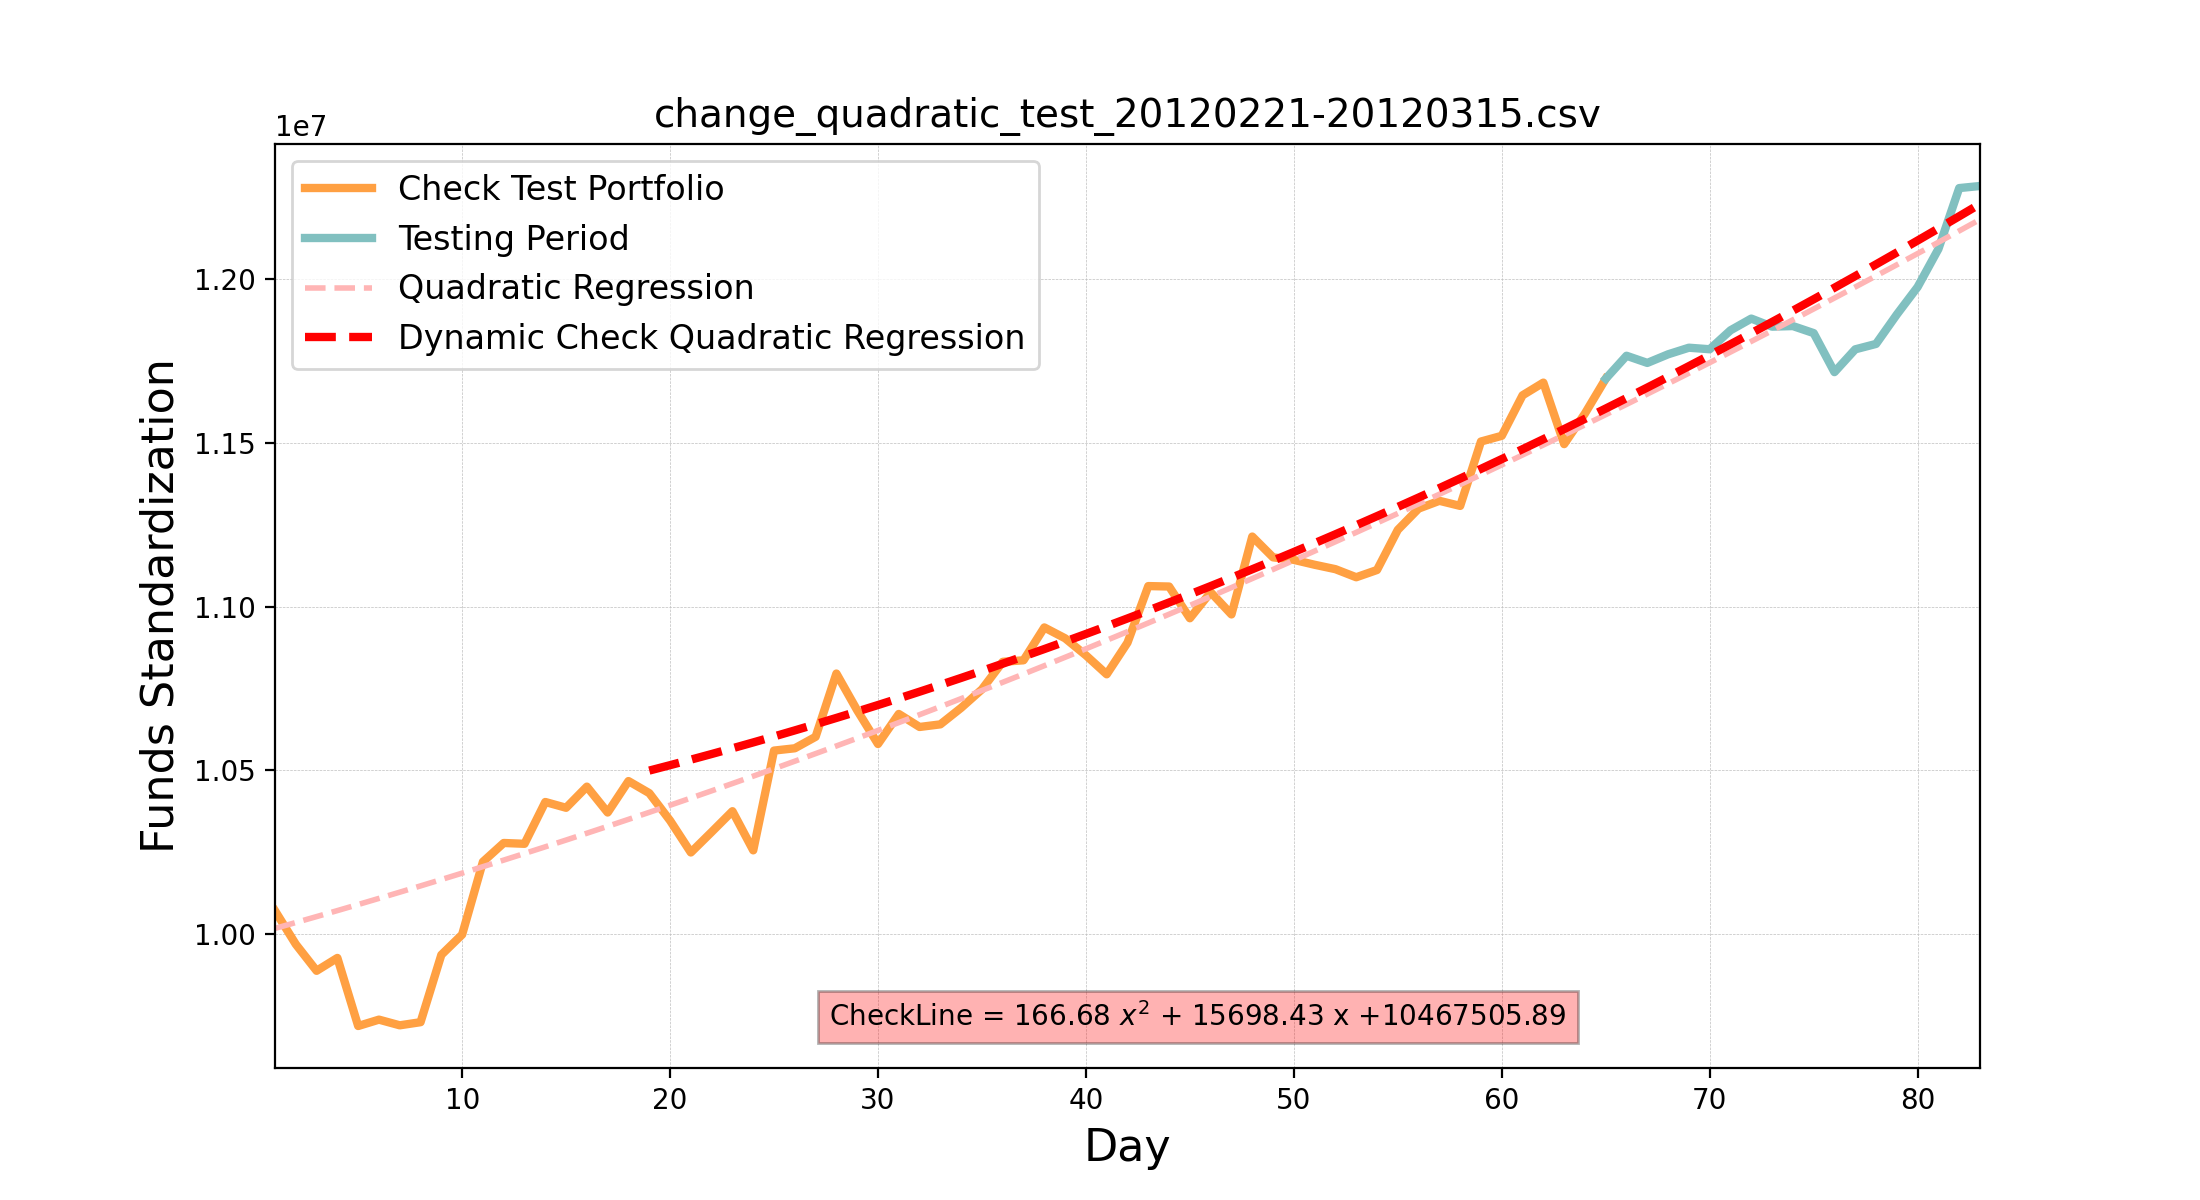 change_quadratic_test_20120221-20120315.csv
1e7
Check Test Portfolio
Testing Period
Quadratic Regression
Dynamic Check Quadratic Regression
1.20
1.15
1.10
1.05
1.00
Funds Standardization
CheckLine = 166.68 x² + 15698.43 x +10467505.89
10 20 30 40 50 60 70 80
Day